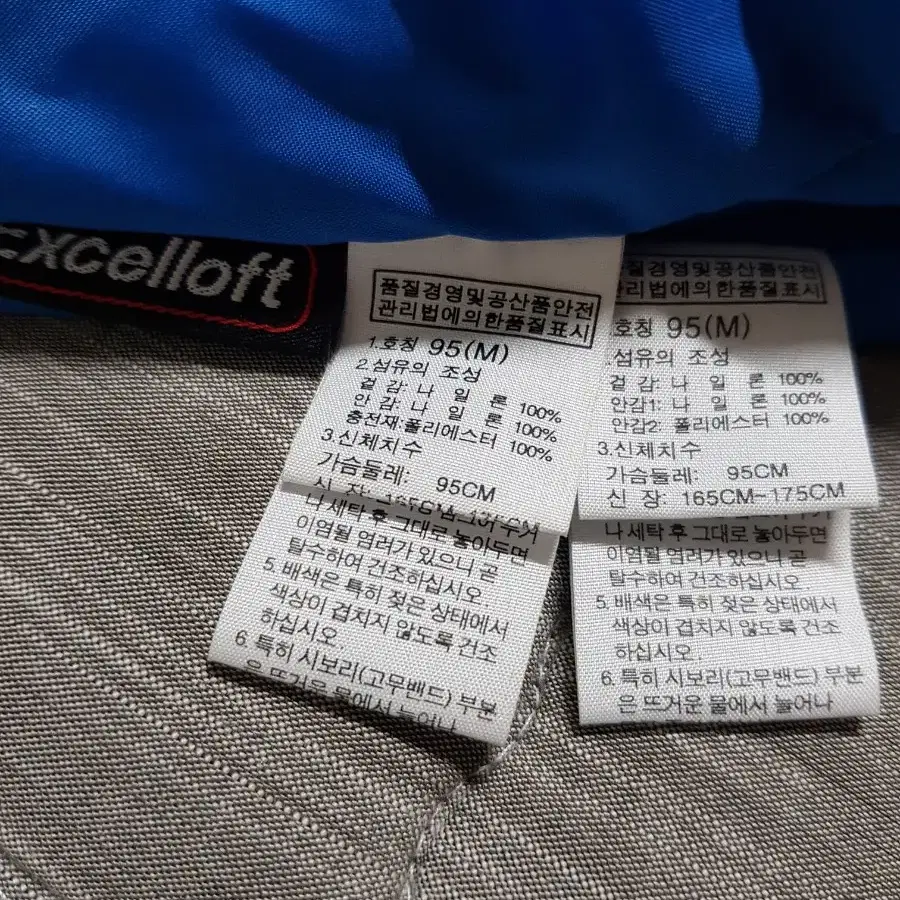 Excelloft
품질경영및공산품안전
관리법에의한품질표시
1.호칭 95(M)
2.섬유의 조성
겉 감:나 일 론 100%
안 감:나 일 론 100%
충전재:폴리에스터 100%
3.신체치수
가슴둘레: 95CM
신 장:
나 세탁 후 그대로 놓아두면
이염될 염려가 있으니 곧
탈수하여 건조하십시오.
5.배색은 특히 젖은 상태에서
색상이 겹치지 않도록 건조
하십시오.
6.특히 시보리(고무밴드) 부분
은 뜨거운 물에서 늘어나
질경영및공산품안전
관리법에의한품질표시
호칭 95(M)
.섬유의 조성
겉 감:나 일 론 100%
안감1:나 일 론 100%
안감2:폴리에스터 100%
3.신체치수
가슴둘레: 95CM
신 장: 165CM~175CM
나 세탁 후 그대로 놓아두면
이염될 염려가 있으니 곧
탈수하여 건조하십시오.
5.배색은 특히 젖은 상태에서
색상이 겹치지 않도록 건조
하십시오.
6.특히 시보리(고무밴드) 부분
은 뜨거운 물에서 늘어나